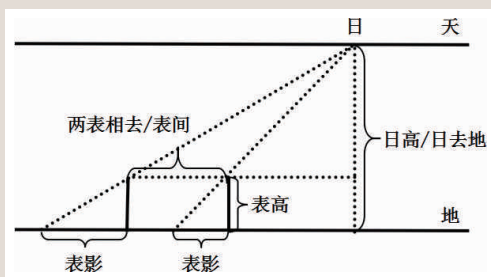 日 天
两表相去/表间
日高/日去地
表高
地
表影 表影